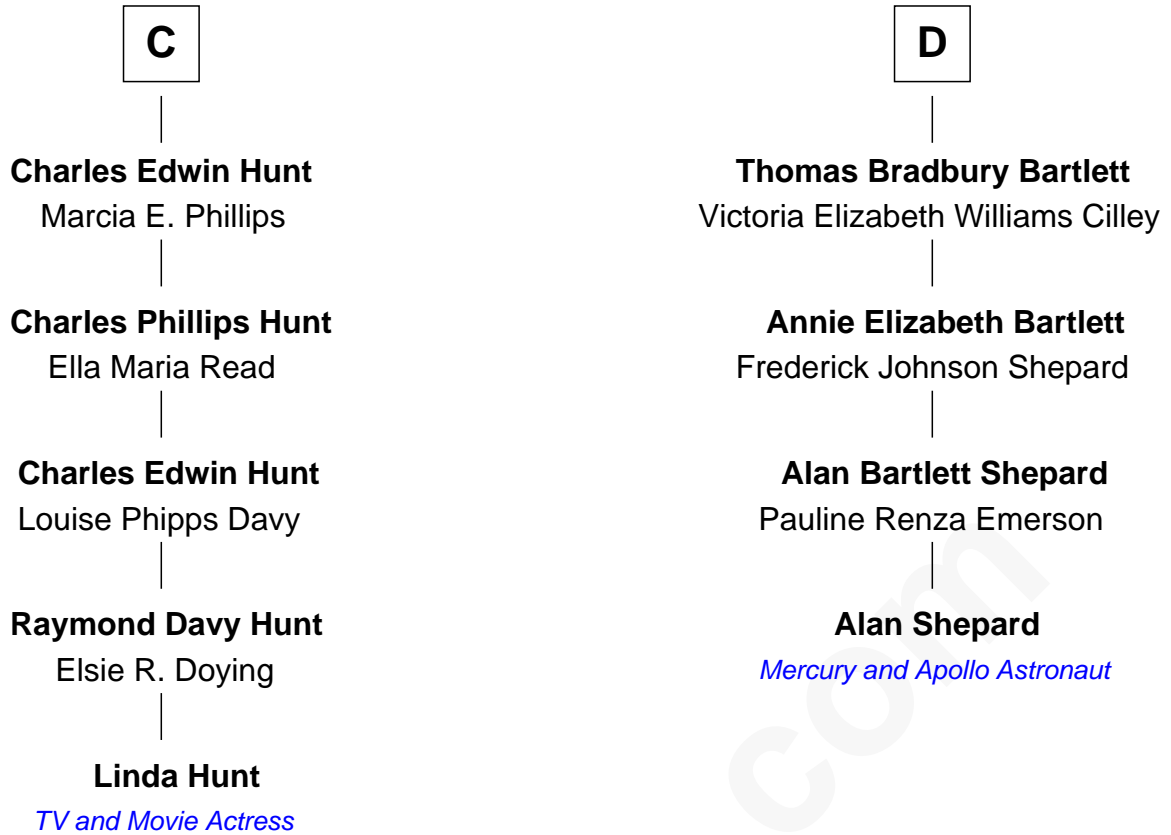 C
Charles Edwin Hunt
Marcia E. Phillips
Charles Phillips Hunt
Ella Maria Read
Charles Edwin Hunt
Louise Phipps Davy
Raymond Davy Hunt
Elsie R. Doying
Linda Hunt
TV and Movie Actress
D
Thomas Bradbury Bartlett
Victoria Elizabeth Williams Cilley
Annie Elizabeth Bartlett
Frederick Johnson Shepard
Alan Bartlett Shepard
Pauline Renza Emerson
Alan Shepard
Mercury and Apollo Astronaut
com